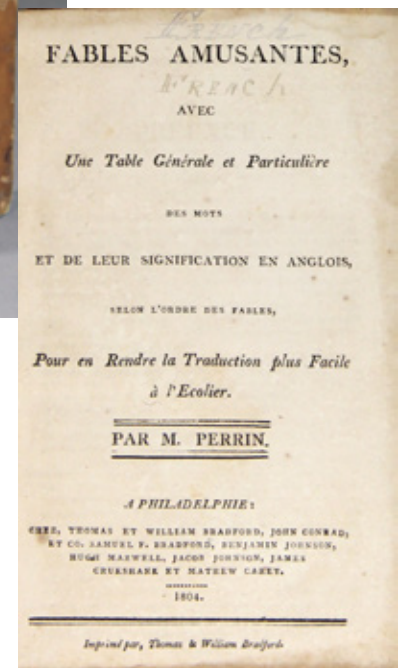 French
FABLES AMUSANTES,
FRENCh
AVEC
Une Table Générale et Particulière
DES MOTS
ET DE LEUR SIGNIFICATION EN ANGLOIS,
SELON L'ORDRE DES FABLES,
Pour en Rendre la Traduction plus Facile
à l'Ecolier.
PAR M. PERRIN.
A PHILADELPHIE:
CHEZ, THOMAS ET WILLIAM BRADFORD, JOHN CONRAD,
ET CO. SAMUEL F. BRADFORD, BENJAMIN JOHNSON,
HUGH MAXWELL, JACOB JOHNSON, JAMES
CRUKSHANK ET MATHEW CAREY.
1804.
Imprimé par, Thomas & William Bradford